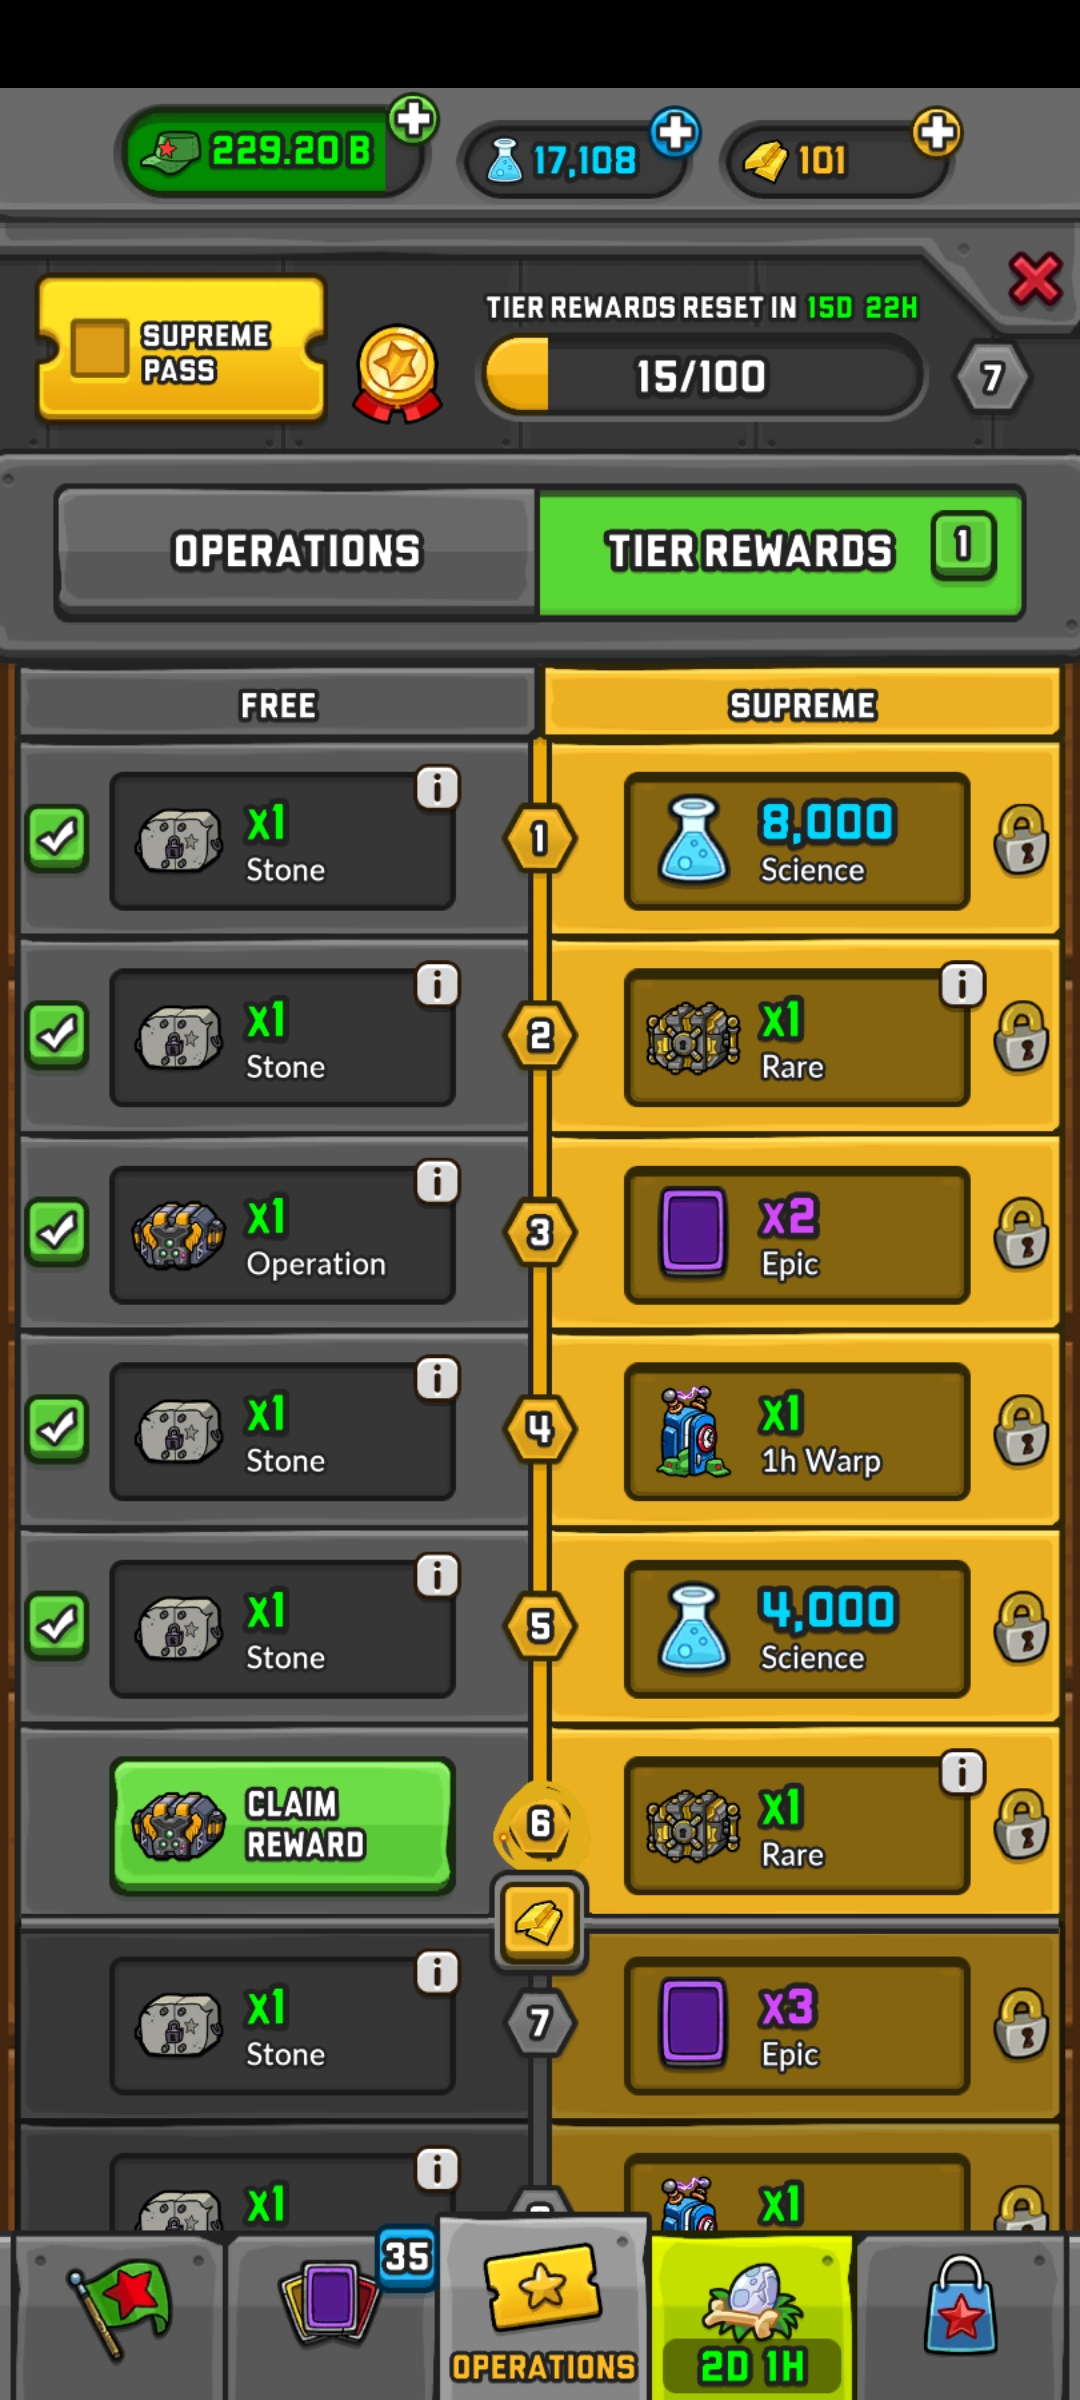 229.20B
17,108
101
SUPREME
PASS
TIER REWARDS RESET IN 15D 22H
15/100
7
OPERATIONS
TIER REWARDS
1
FREE
SUPREME
x1
Stone
1
8,000
Science
x1
Stone
2
x1
Rare
x1
Operation
3
x2
Epic
x1
Stone
4
x1
1h Warp
x1
Stone
5
4,000
Science
CLAIM
REWARD
6
x1
Rare
x1
Stone
7
x3
Epic
x1
x1
35
OPERATIONS
2D 1H